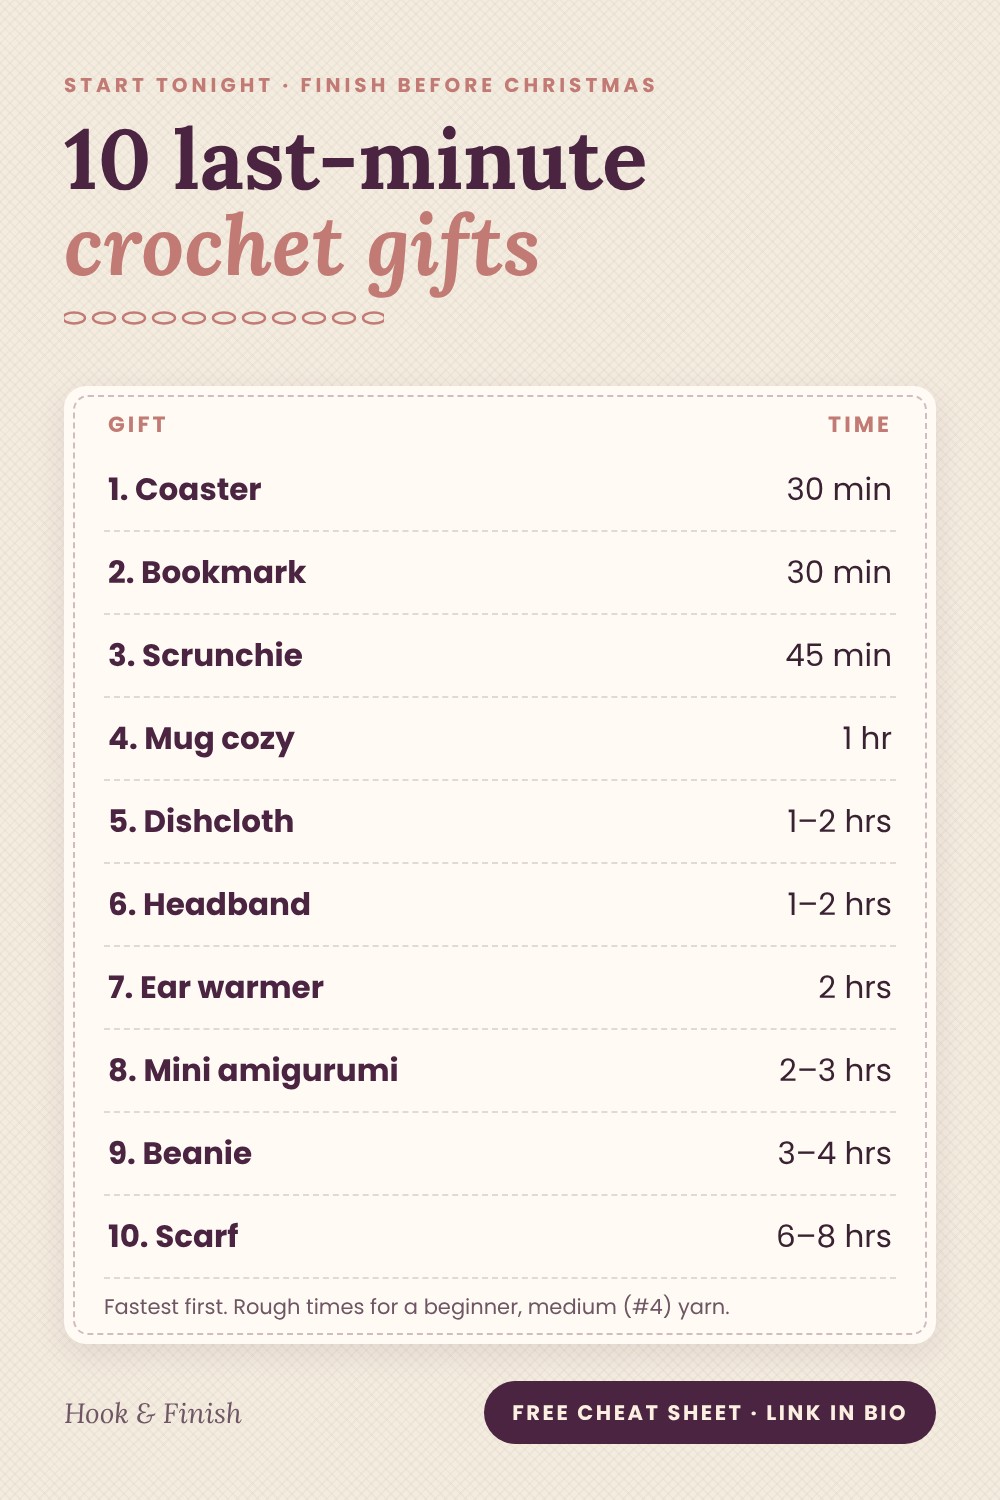 START TONIGHT · FINISH BEFORE CHRISTMAS
10 last-minute
crochet gifts
GIFT TIME
1. Coaster 30 min
2. Bookmark 30 min
3. Scrunchie 45 min
4. Mug cozy 1 hr
5. Dishcloth 1–2 hrs
6. Headband 1–2 hrs
7. Ear warmer 2 hrs
8. Mini amigurumi 2–3 hrs
9. Beanie 3–4 hrs
10. Scarf 6–8 hrs
Fastest first. Rough times for a beginner, medium (#4) yarn.
Hook & Finish
FREE CHEAT SHEET · LINK IN BIO